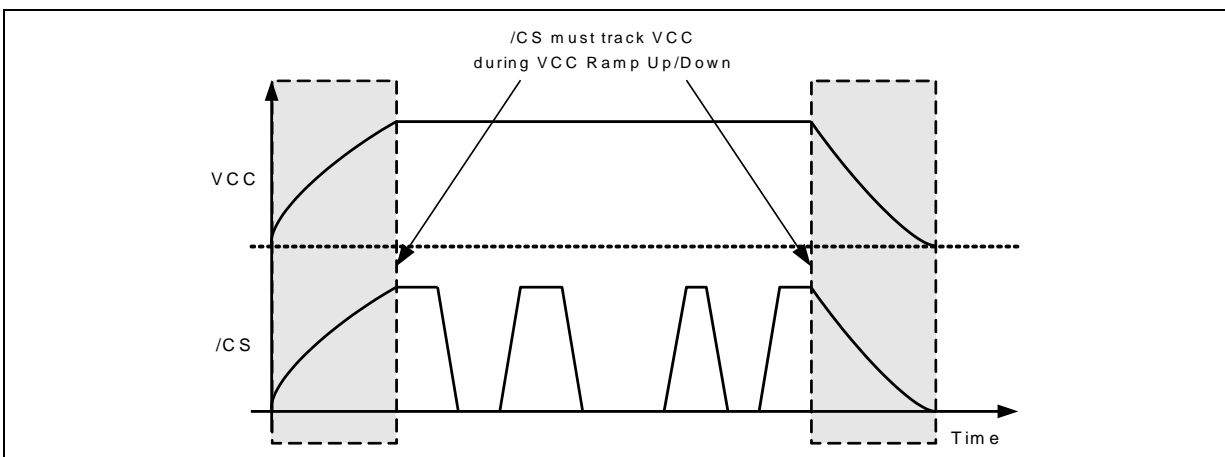 /CS must track VCC
during VCC Ramp Up/Down
VCC
/CS
Time